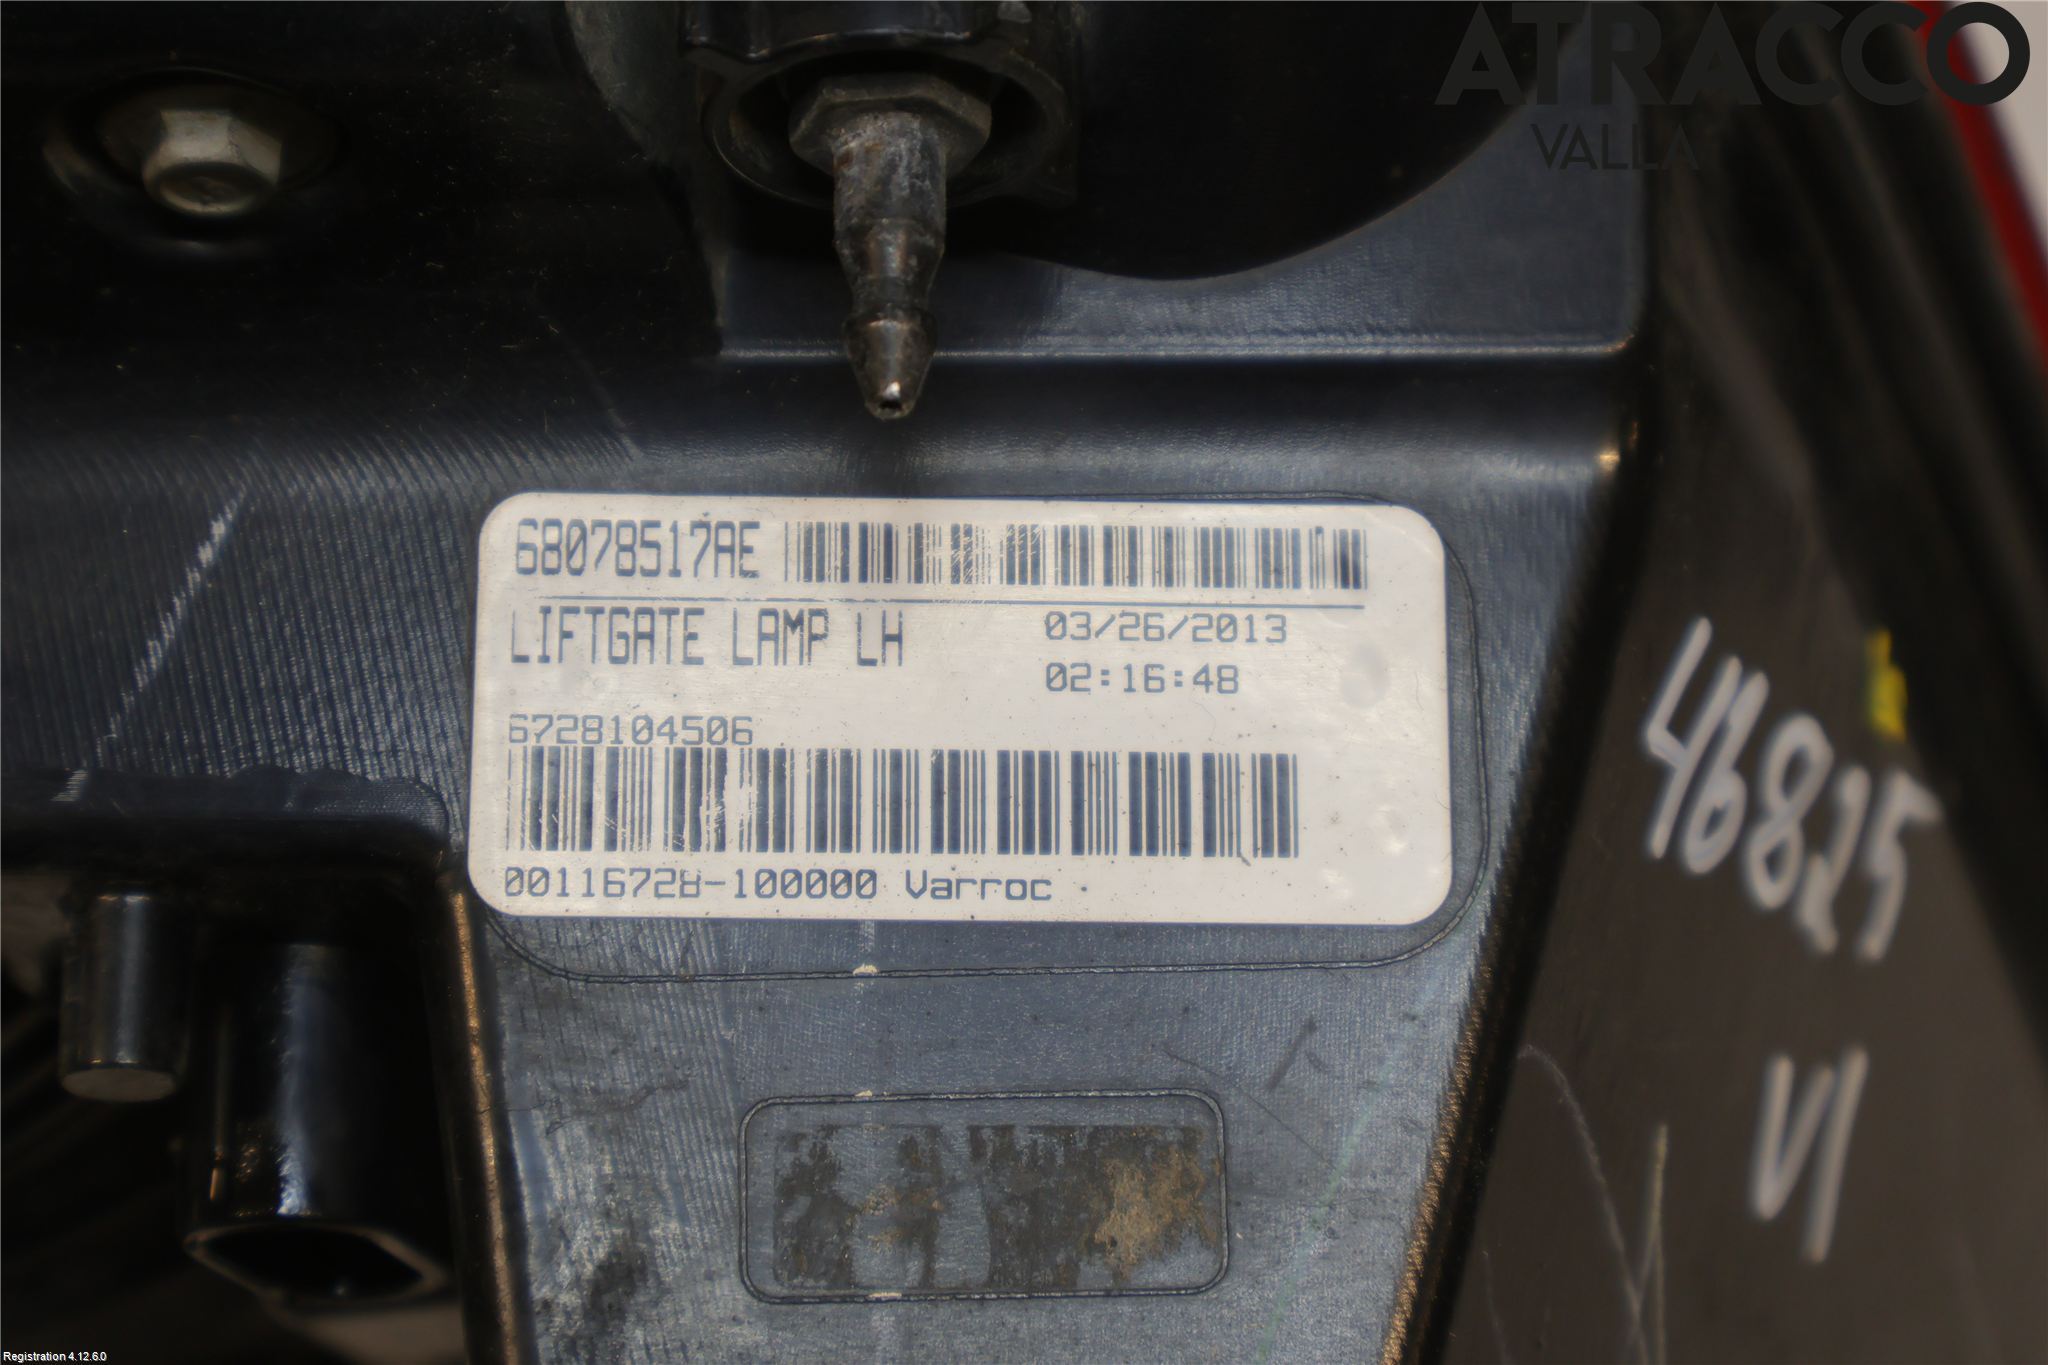 ATRACCO
VALLA
68078517AE
LIFTGATE LAMP LH
03/26/2013
02:16:48
6728104506
00116728-100000 Varroc
46825
VI
Registration 4.12.6.0